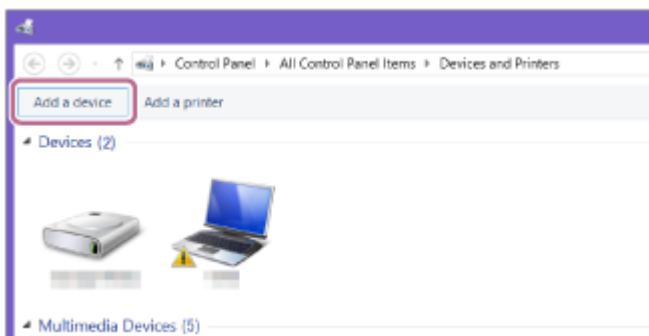 Control Panel All Control Panel Items Devices and Printers
Add a device Add a printer
Devices (2)
Multimedia Devices (5)